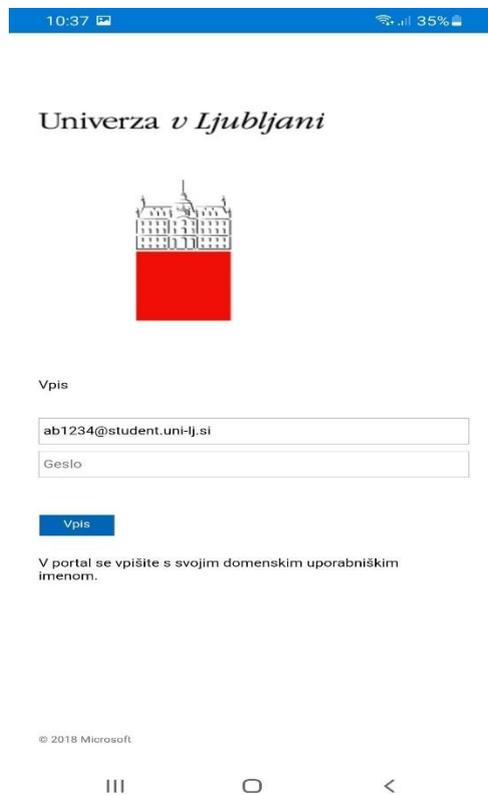 10:37 35%
Univerza v Ljubljani
Vpis
ab1234@student.uni-lj.si
Geslo
Vpis
V portal se vpišite s svojim domenskim uporabniškim
imenom.
© 2018 Microsoft